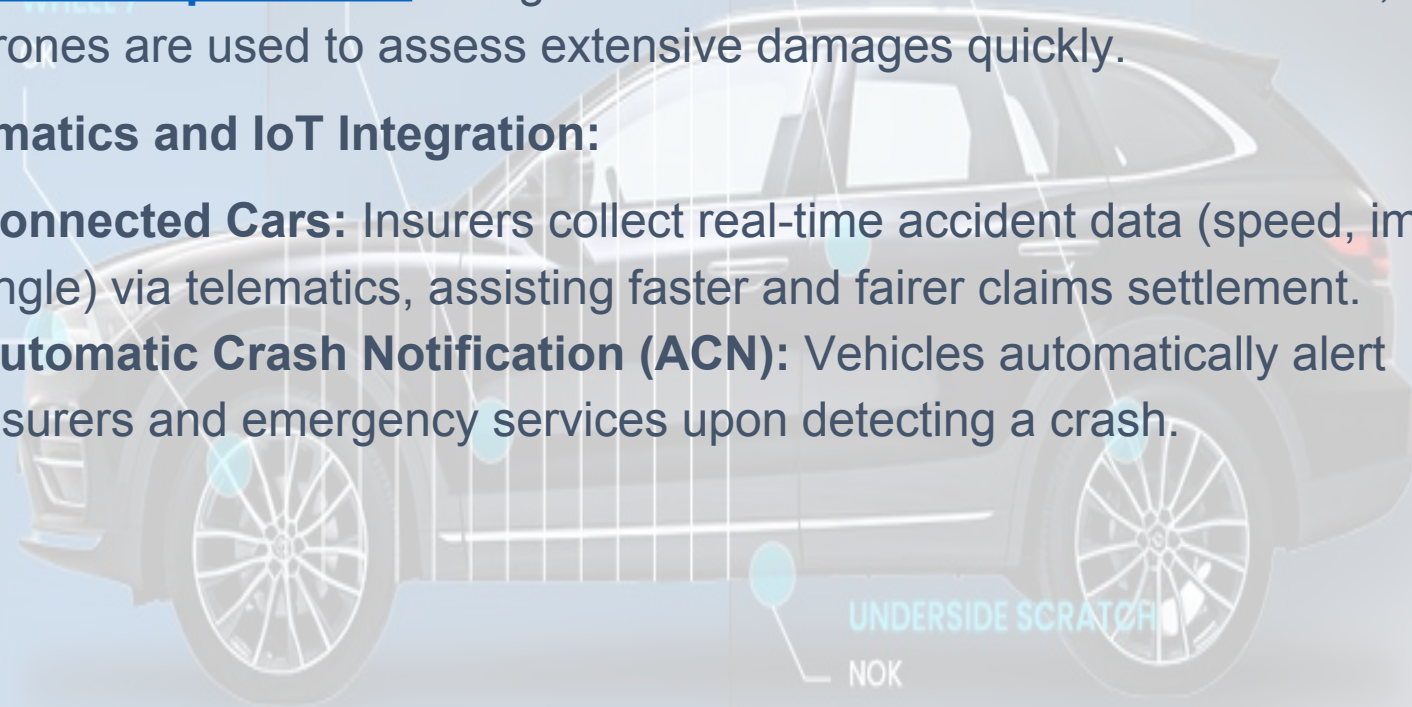 rones are used to assess extensive damages quickly.
matics and IoT Integration:
onnected Cars: Insurers collect real-time accident data (speed, im
ngle) via telematics, assisting faster and fairer claims settlement.
utomatic Crash Notification (ACN): Vehicles automatically alert
surers and emergency services upon detecting a crash.
UNDERSIDE SCRATCH
NOK